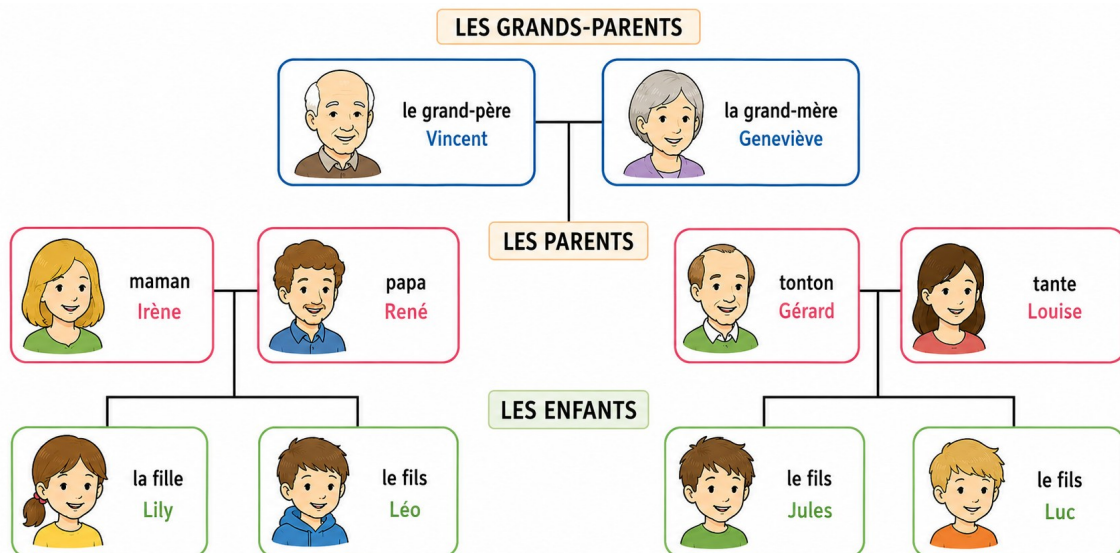 LES GRANDS-PARENTS
le grand-père
Vincent
la grand-mère
Geneviève
LES PARENTS
maman
Irène
papa
René
tonton
Gérard
tante
Louise
LES ENFANTS
la fille
Lily
le fils
Léo
le fils
Jules
le fils
Luc